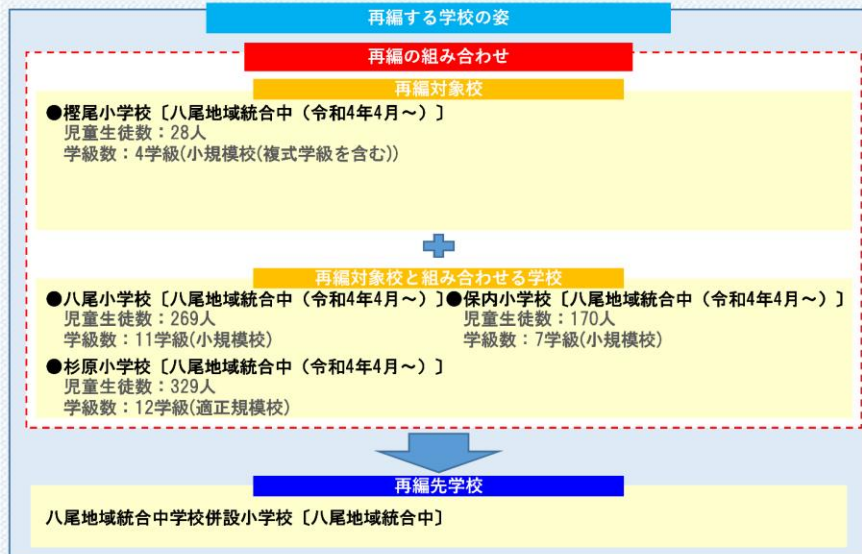 再編する学校の姿
再編の組み合わせ
再編対象校
●樫尾小学校〔八尾地域統合中（令和4年4月～）〕
児童生徒数：28人
学級数：4学級(小規模校(複式学級を含む))
再編対象校と組み合わせる学校
●八尾小学校〔八尾地域統合中（令和4年4月～）〕
児童生徒数：269人
学級数：11学級(小規模校)
●保内小学校〔八尾地域統合中（令和4年4月～）〕
児童生徒数：170人
学級数：7学級(小規模校)
●杉原小学校〔八尾地域統合中（令和4年4月～）〕
児童生徒数：329人
学級数：12学級(適正規模校)
再編先学校
八尾地域統合中学校併設小学校〔八尾地域統合中〕